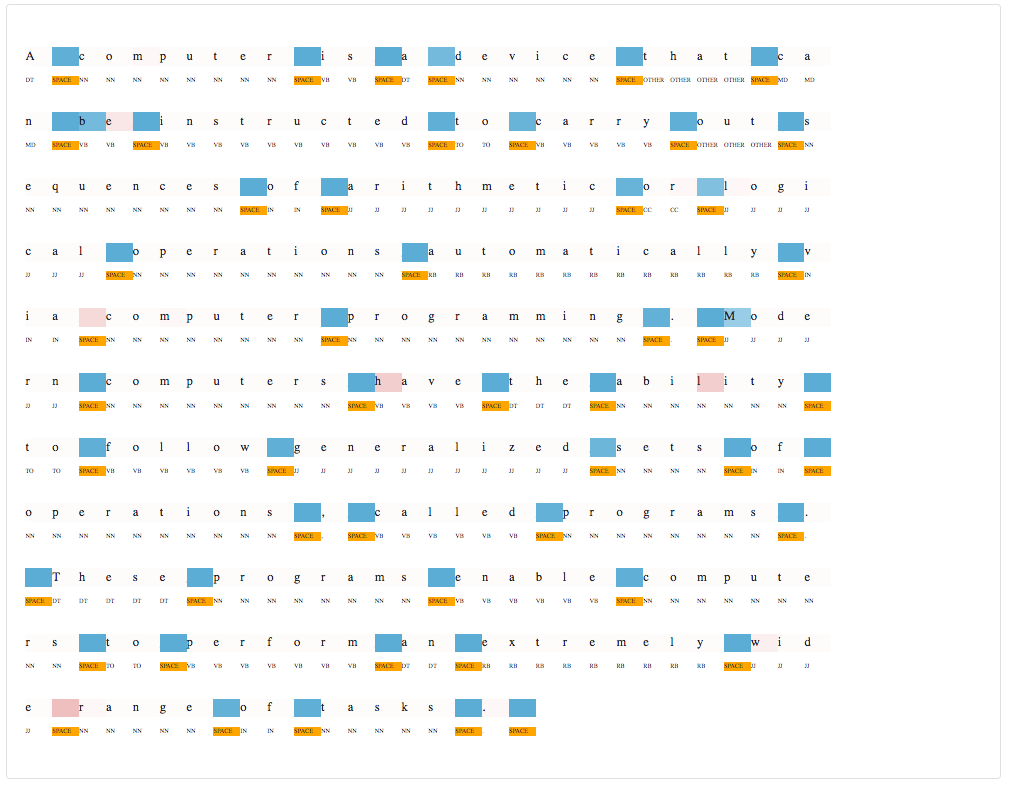 A c o m p u t e r i s a d e v i c e t h a t c a
DT SPACE NN NN NN NN NN NN NN NN SPACE VB VB SPACE DT SPACE NN NN NN NN NN NN SPACE OTHER OTHER OTHER OTHER SPACE MD MD
n b e i n s t r u c t e d t o c a r r y o u t s
MD SPACE VB VB SPACE VB VB VB VB VB VB VB VB VB VB SPACE TO TO SPACE VB VB VB VB VB SPACE OTHER OTHER OTHER SPACE NN
e q u e n c e s o f a r i t h m e t i c o r l o g i
NN NN NN NN NN NN NN NN SPACE IN IN SPACE JJ JJ JJ JJ JJ JJ JJ JJ JJ JJ SPACE CC CC SPACE JJ JJ JJ JJ
c a l o p e r a t i o n s a u t o m a t i c a l l y v
JJ JJ JJ SPACE NN NN NN NN NN NN NN NN NN NN SPACE RB RB RB RB RB RB RB RB RB RB RB RB RB SPACE IN
i a c o m p u t e r p r o g r a m m i n g . M o d e
IN IN SPACE NN NN NN NN NN NN NN NN SPACE NN NN NN NN NN NN NN NN NN NN NN SPACE . SPACE JJ JJ JJ JJ
r n c o m p u t e r s h a v e t h e a b i l i t y
JJ JJ SPACE NN NN NN NN NN NN NN NN NN SPACE VB VB VB VB SPACE DT DT DT SPACE NN NN NN NN NN NN NN SPACE
t o f o l l o w g e n e r a l i z e d s e t s o f
TO TO SPACE VB VB VB VB VB VB SPACE JJ JJ JJ JJ JJ JJ JJ JJ JJ JJ JJ SPACE NN NN NN NN SPACE IN IN SPACE
o p e r a t i o n s , c a l l e d p r o g r a m s .
NN NN NN NN NN NN NN NN NN NN SPACE , SPACE VB VB VB VB VB VB SPACE NN NN NN NN NN NN NN NN SPACE .
T h e s e p r o g r a m s e n a b l e c o m p u t e
SPACE DT DT DT DT DT SPACE NN NN NN NN NN NN NN NN SPACE VB VB VB VB VB VB SPACE NN NN NN NN NN NN NN
r s t o p e r f o r m a n e x t r e m e l y w i d
NN NN SPACE TO TO SPACE VB VB VB VB VB VB VB SPACE DT DT SPACE RB RB RB RB RB RB RB RB RB SPACE JJ JJ JJ
e r a n g e o f t a s k s .
JJ SPACE NN NN NN NN NN SPACE IN IN SPACE NN NN NN NN NN SPACE . SPACE